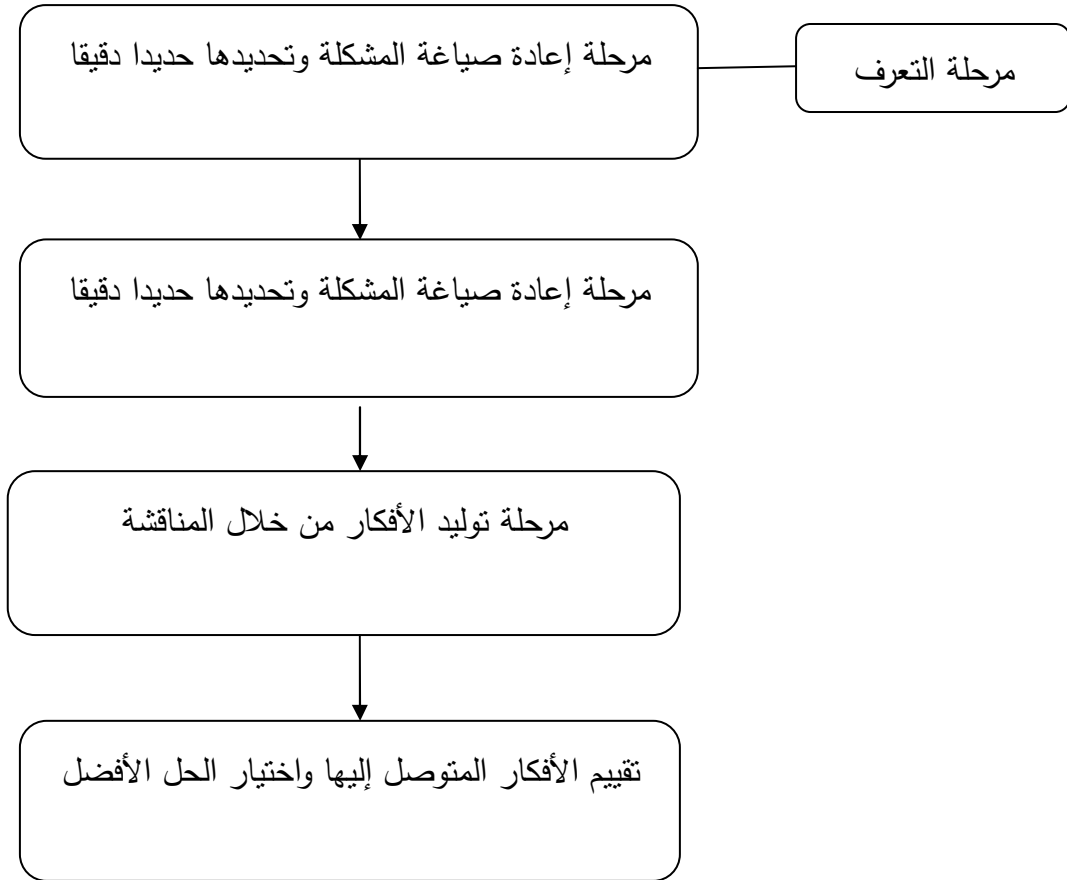 مرحلة التعرف
مرحلة إعادة صياغة المشكلة وتحديدها حديدا دقيقا
مرحلة إعادة صياغة المشكلة وتحديدها حديدا دقيقا
مرحلة توليد الأفكار من خلال المناقشة
تقييم الأفكار المتوصل إليها واختيار الحل الأفضل